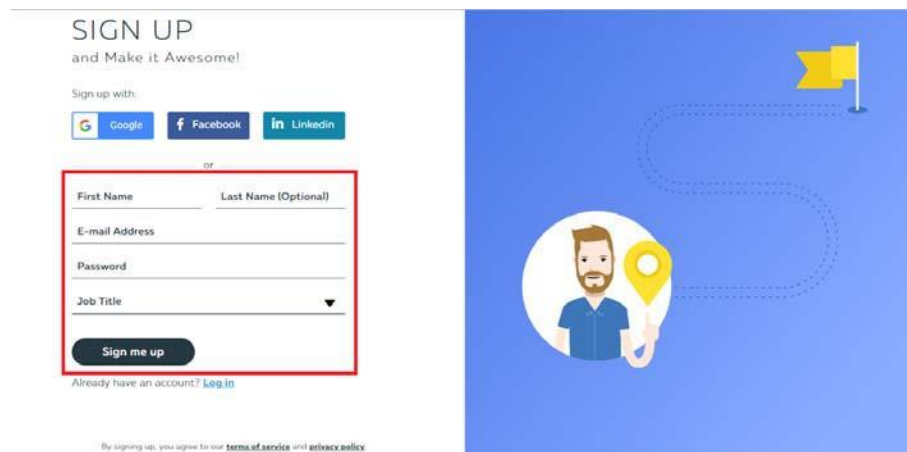 SIGN UP
and Make it Awesome!
Sign up with:
G Google f Facebook in Linkedin
or
First Name Last Name (Optional)
E-mail Address
Password
Job Title
Sign me up
Already have an account? Log in
By signing up, you agree to our terms of service and privacy policy